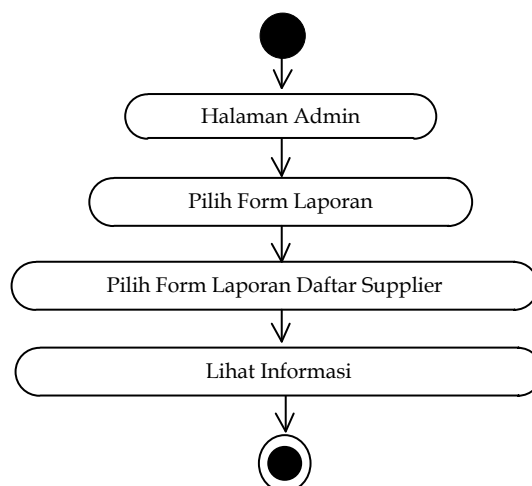 Halaman Admin
Pilih Form Laporan
Pilih Form Laporan Daftar Supplier
Lihat Informasi